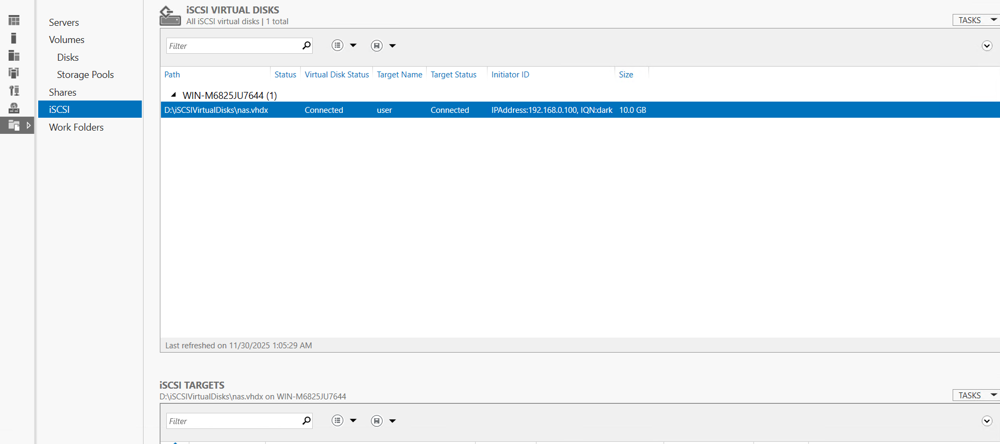 Servers
Volumes
Disks
Storage Pools
Shares
iSCSI
Work Folders
iSCSI VIRTUAL DISKS
All iSCSI virtual disks | 1 total
TASKS
Filter
Path Status Virtual Disk Status Target Name Target Status Initiator ID Size
WIN-M6825JU7644 (1)
D:\iSCSIVirtualDisks\nas.vhdx Connected user Connected IPAddress:192.168.0.100, IQN:dark 10.0 GB
Last refreshed on 11/30/2025 1:05:29 AM
iSCSI TARGETS
D:\iSCSIVirtualDisks\nas.vhdx on WIN-M6825JU7644
TASKS
Filter